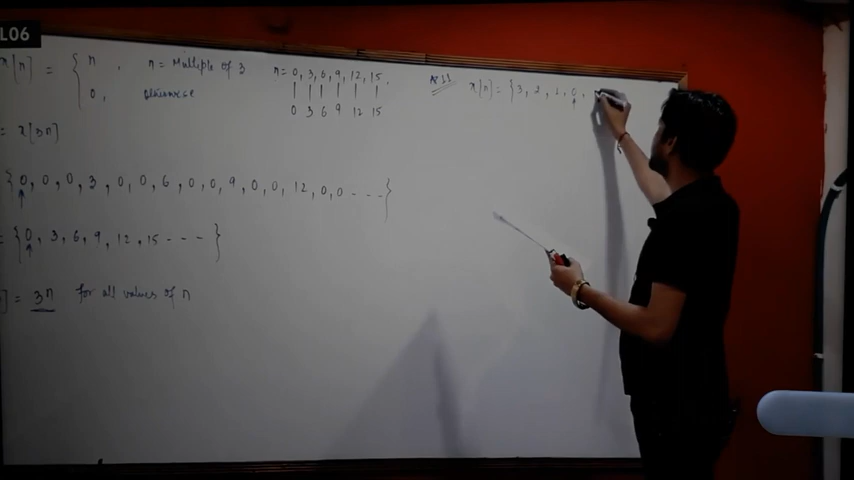 L06
x[n] = { n, n = Multiple of 3
0, otherwise
n = 0, 3, 6, 9, 12, 15,
0 3 6 9 12 15
= x[3n]
{0, 0, 0, 3, 0, 0, 6, 0, 0, 9, 0, 0, 12, 0, 0 - - - }
= {0, 3, 6, 9, 12, 15 - - - }
] = 3n for all values of n
x[n] = {3, 2, 1, 0,